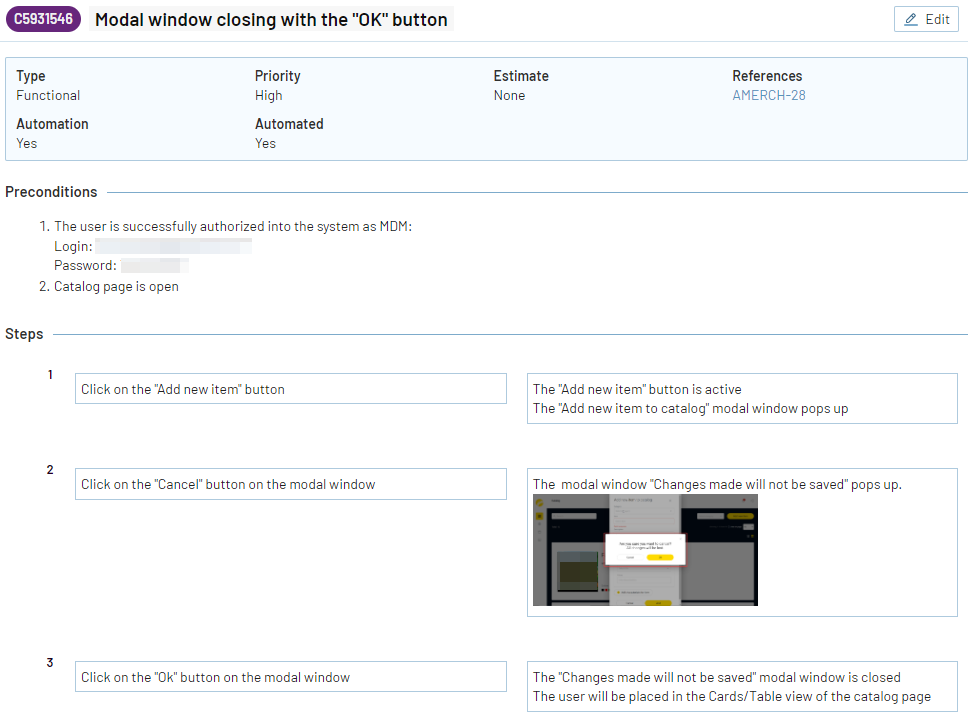 C5931546 Modal window closing with the "OK" button
Edit
Type Priority Estimate References
Functional High None AMERCH-28
Automation Automated
Yes Yes
Preconditions
1. The user is successfully authorized into the system as MDM:
Login:
Password:
2. Catalog page is open
Steps
1
Click on the "Add new item" button
The "Add new item" button is active
The "Add new item to catalog" modal window pops up
2
Click on the "Cancel" button on the modal window
The modal window "Changes made will not be saved" pops up.
3
Click on the "Ok" button on the modal window
The "Changes made will not be saved" modal window is closed
The user will be placed in the Cards/Table view of the catalog page